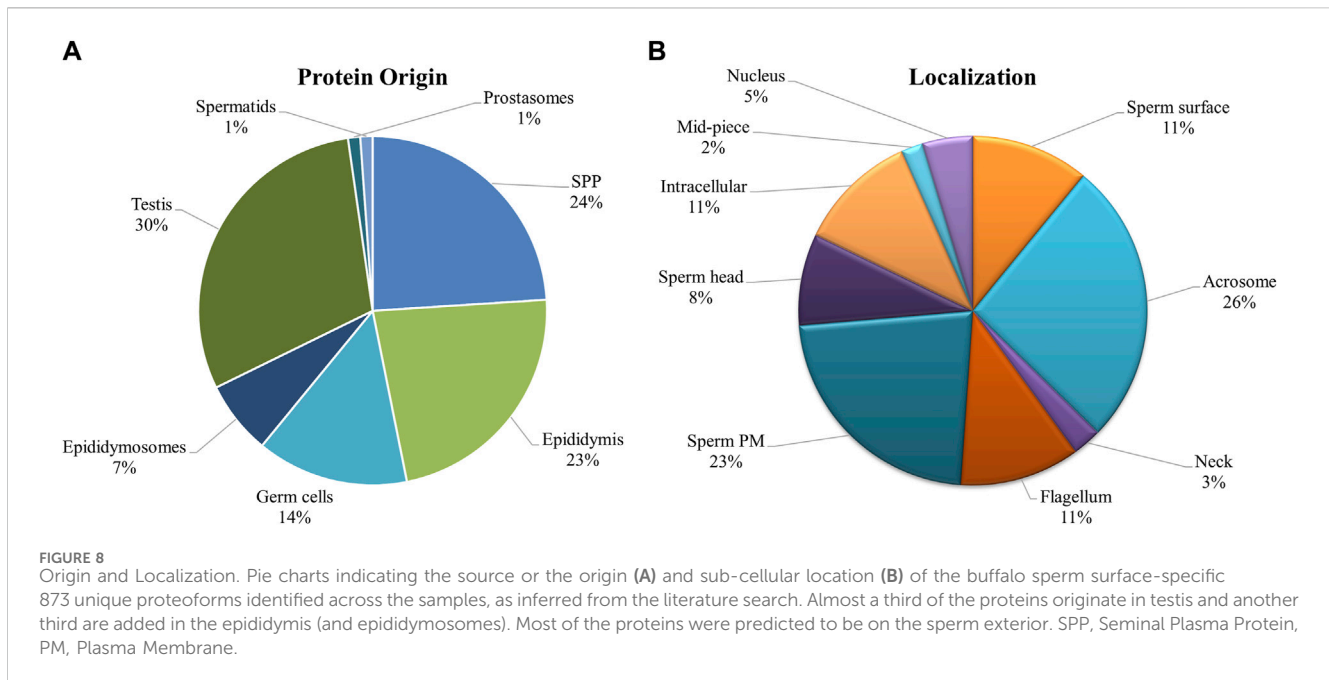 A
Protein Origin
Spermatids
1%
Prostasomes
1%
SPP
24%
Testis
30%
Epididymosomes
7%
Germ cells
14%
Epididymis
23%
B
Localization
Nucleus
5%
Sperm surface
11%
Mid-piece
2%
Intracellular
11%
Acrosome
26%
Sperm head
8%
Sperm PM
23%
Flagellum
11%
Neck
3%
FIGURE 8
Origin and Localization. Pie charts indicating the source or the origin (A) and sub-cellular location (B) of the buffalo sperm surface-specific
873 unique proteoforms identified across the samples, as inferred from the literature search. Almost a third of the proteins originate in testis and another
third are added in the epididymis (and epididymosomes). Most of the proteins were predicted to be on the sperm exterior. SPP, Seminal Plasma Protein,
PM, Plasma Membrane.